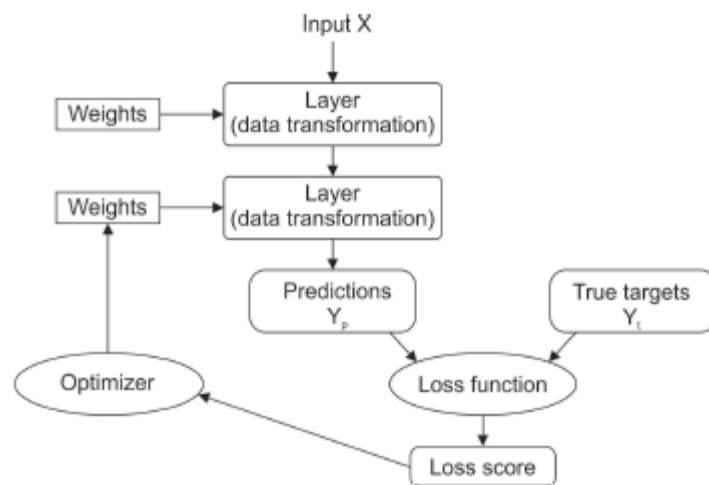 Input X
Layer
(data transformation)
Weights
Layer
(data transformation)
Weights
Predictions
Yₚ
True targets
Yₜ
Optimizer
Loss function
Loss score